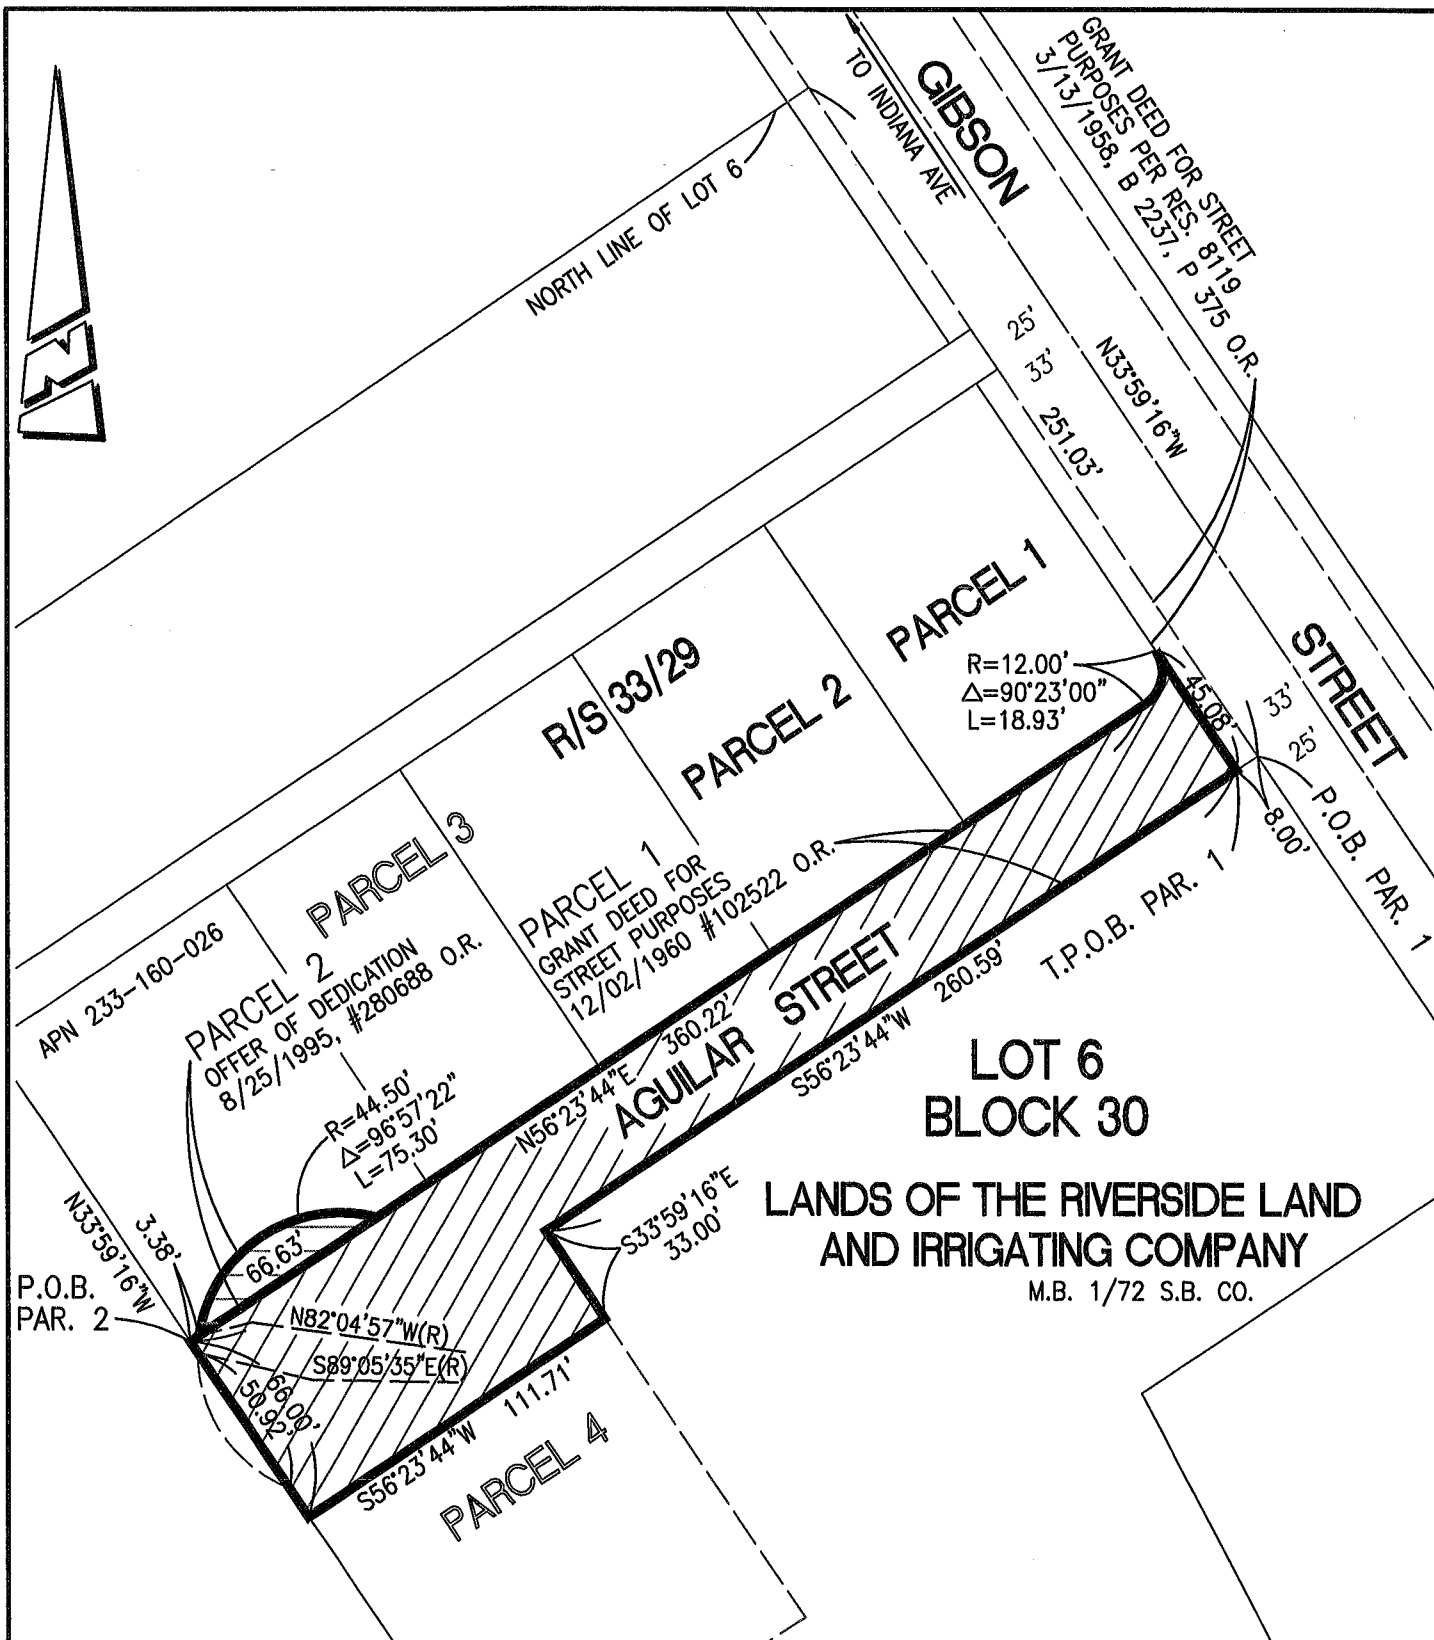 GRANT DEED FOR STREET
PURPOSES PER RES. 8119
3/13/1958, B 2237, P 375 O.R.
TO INDIANA AVE
GIBSON
N
NORTH LINE OF LOT 6
25'
33'
N33°59'16"W
251.03'
STREET
PARCEL 1
R/S 33/29
PARCEL 2
R=12.00'
Δ=90°23'00"
L=18.93'
45.08'
33'
25'
8.00'
P.O.B. PAR. 1
T.P.O.B. PAR. 1
PARCEL 3
PARCEL 1
GRANT DEED FOR
STREET PURPOSES
12/02/1960 #102522 O.R.
APN 233-160-026
PARCEL 2
OFFER OF DEDICATION
8/25/1995, #280688 O.R.
R=44.50'
Δ=96°57'22"
L=75.30'
N56°23'44"E 360.22'
AGUILAR STREET
S56°23'44"W 260.59'
LOT 6
BLOCK 30
LANDS OF THE RIVERSIDE LAND
AND IRRIGATING COMPANY
M.B. 1/72 S.B. CO.
S33°59'16"E
33.00'
N33°59'16"W
3.38'
66.63'
P.O.B.
PAR. 2
N82°04'57"W(R)
S89°05'35"E(R)
66.00'
50.92'
S56°23'44"W 111.71'
PARCEL 4